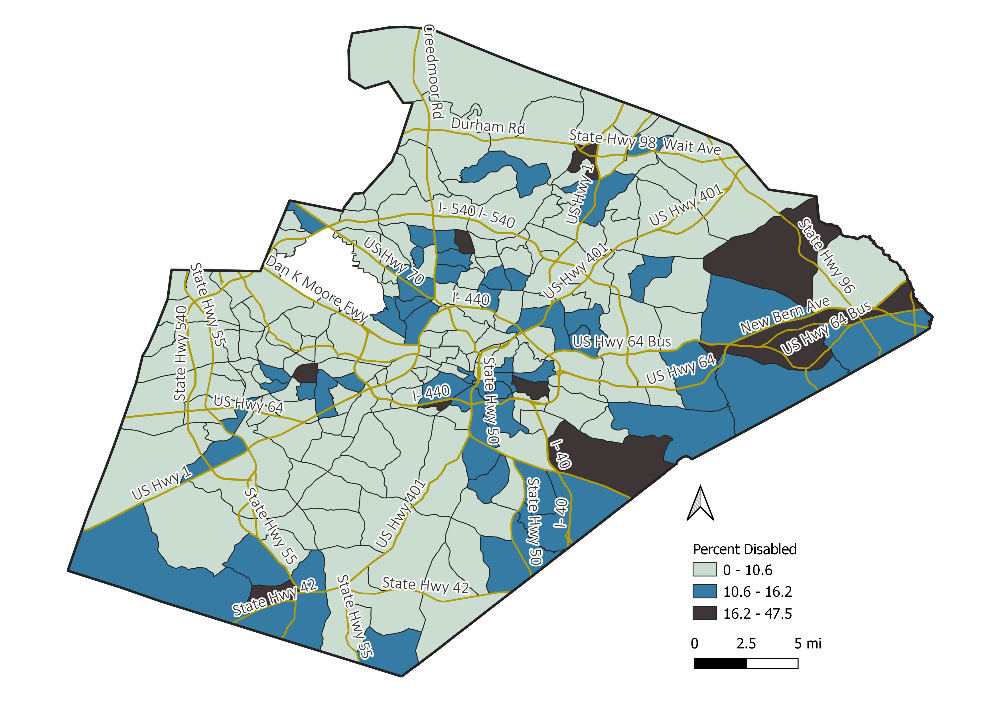 Creedmoor Rd
Durham Rd
State Hwy 98
Wait Ave
US Hwy 1
US Hwy 401
I- 540
I- 540
State Hwy 96
US Hwy 70
US Hwy 401
Dan K Moore Fwy
I- 440
State Hwy 55
State Hwy 540
New Bern Ave
US Hwy 64 Bus
US Hwy 64 Bus
US Hwy 64
State Hwy 50
I- 440
US Hwy 64
I- 40
US Hwy 1
State Hwy 55
US Hwy 401
State Hwy 50
I- 40
State Hwy 42
State Hwy 42
State Hwy 55
Percent Disabled
0 - 10.6
10.6 - 16.2
16.2 - 47.5
0 2.5 5 mi